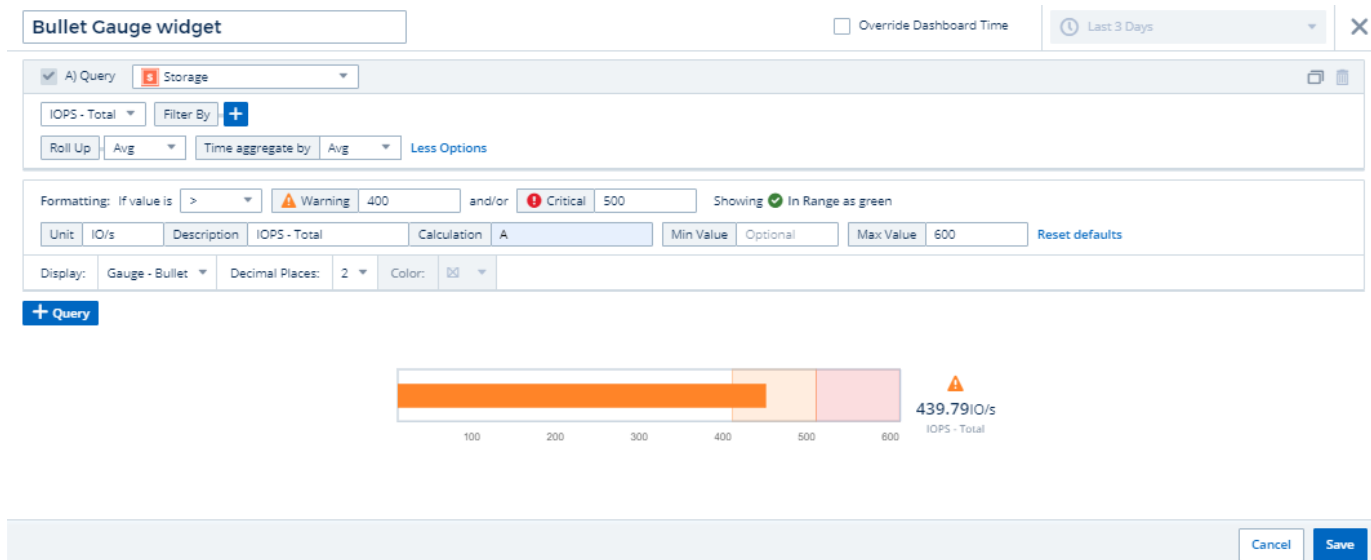 Bullet Gauge widget Override Dashboard Time Last 3 Days
A) Query Storage
IOPS - Total Filter By
Roll Up Avg Time aggregate by Avg Less Options
Formatting: If value is > Warning 400 and/or Critical 500 Showing In Range as green
Unit IO/s Description IOPS - Total Calculation A Min Value Optional Max Value 600 Reset defaults
Display: Gauge - Bullet Decimal Places: 2 Color:
+ Query
439.79IO/s
IOPS - Total
100 200 300 400 500 600
Cancel Save